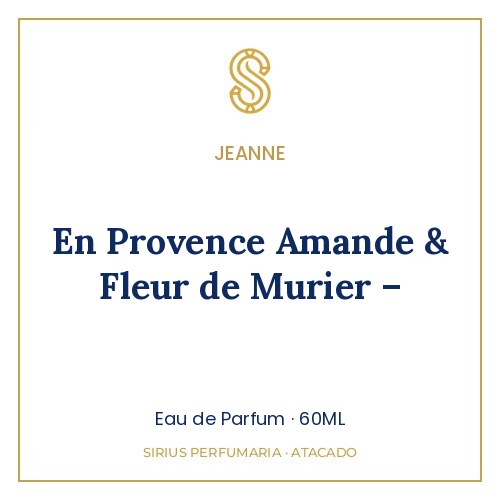 JEANNE
En Provence Amande &
Fleur de Murier –
Eau de Parfum · 60ML
SIRIUS PERFUMARIA · ATACADO